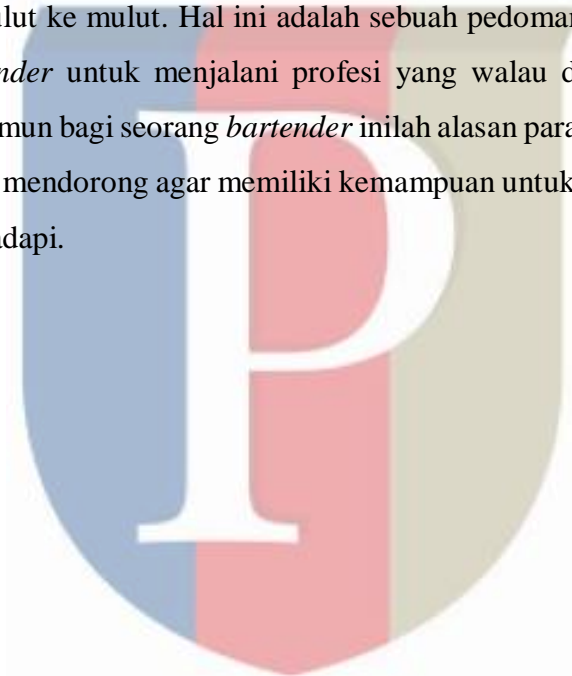 ulut ke mulut. Hal ini adalah sebuah pedoman
nder untuk menjalani profesi yang walau d
mun bagi seorang bartender inilah alasan para
mendorong agar memiliki kemampuan untuk
adapi.
P